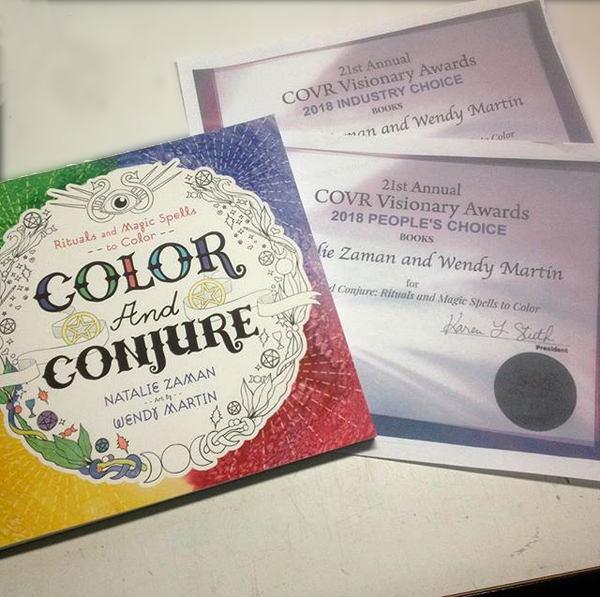 Rituals and Magic Spells
-- to Color --
COLOR
And
CONJURE
NATALIE ZAMAN
-- Art By --
WENDY MARTIN
21st Annual
COVR Visionary Awards
2018 INDUSTRY CHOICE
BOOKS
and Wendy Martin
to Color
21st Annual
COVR Visionary Awards
2018 PEOPLE'S CHOICE
BOOKS
lie Zaman and Wendy Martin
for
d Conjure: Rituals and Magic Spells to Color
President